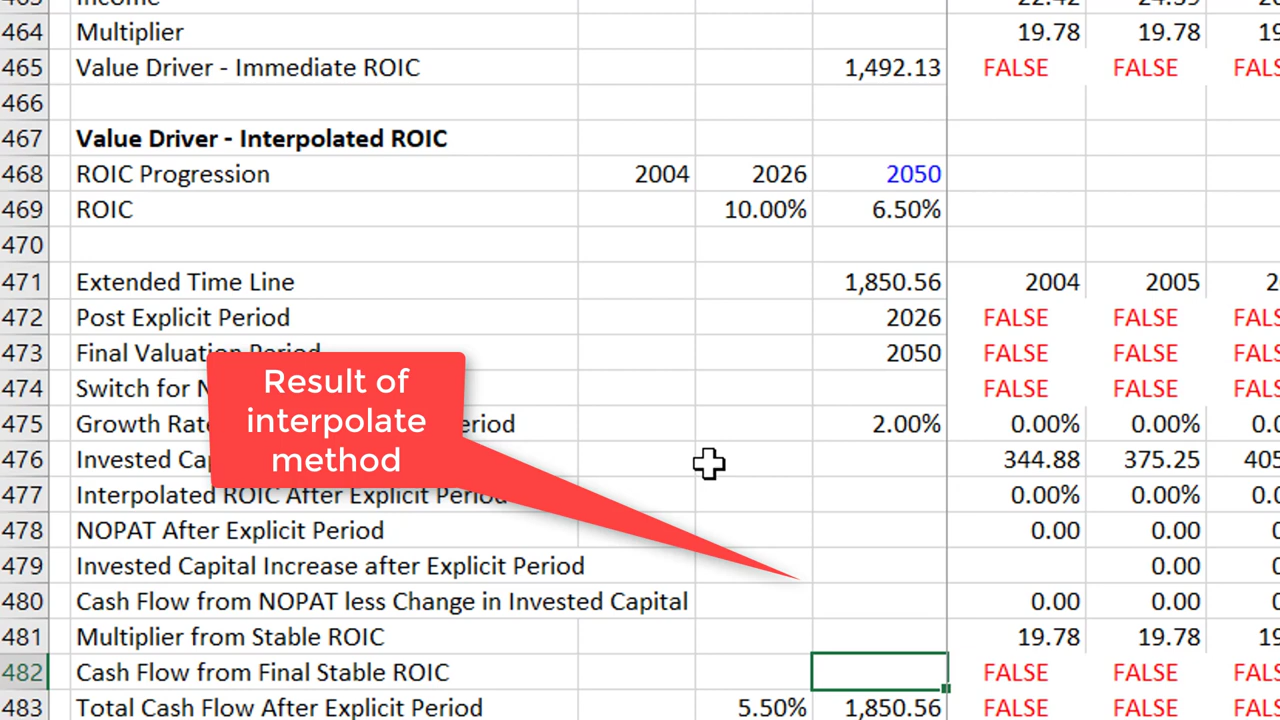 464 Multiplier 19.78 19.78
465 Value Driver - Immediate ROIC 1,492.13 FALSE FALSE
466
467 Value Driver - Interpolated ROIC
468 ROIC Progression 2004 2026 2050
469 ROIC 10.00% 6.50%
470
471 Extended Time Line 1,850.56 2004 2005
472 Post Explicit Period 2026 FALSE FALSE
473 Final Valuation Period 2050 FALSE FALSE
474 Switch for FALSE FALSE
475 Growth 2.00% 0.00% 0.00%
476 Invested 344.88 375.25
477 Interpolated ROIC After Explicit Period 0.00% 0.00%
478 NOPAT After Explicit Period 0.00 0.00
479 Invested Capital Increase after Explicit Period 0.00
480 Cash Flow from NOPAT less Change in Invested Capital 0.00 0.00
481 Multiplier from Stable ROIC 19.78 19.78
482 Cash Flow from Final Stable ROIC FALSE FALSE
483 Total Cash Flow After Explicit Period 5.50% 1,850.56 FALSE FALSE
Result of
interpolate
method